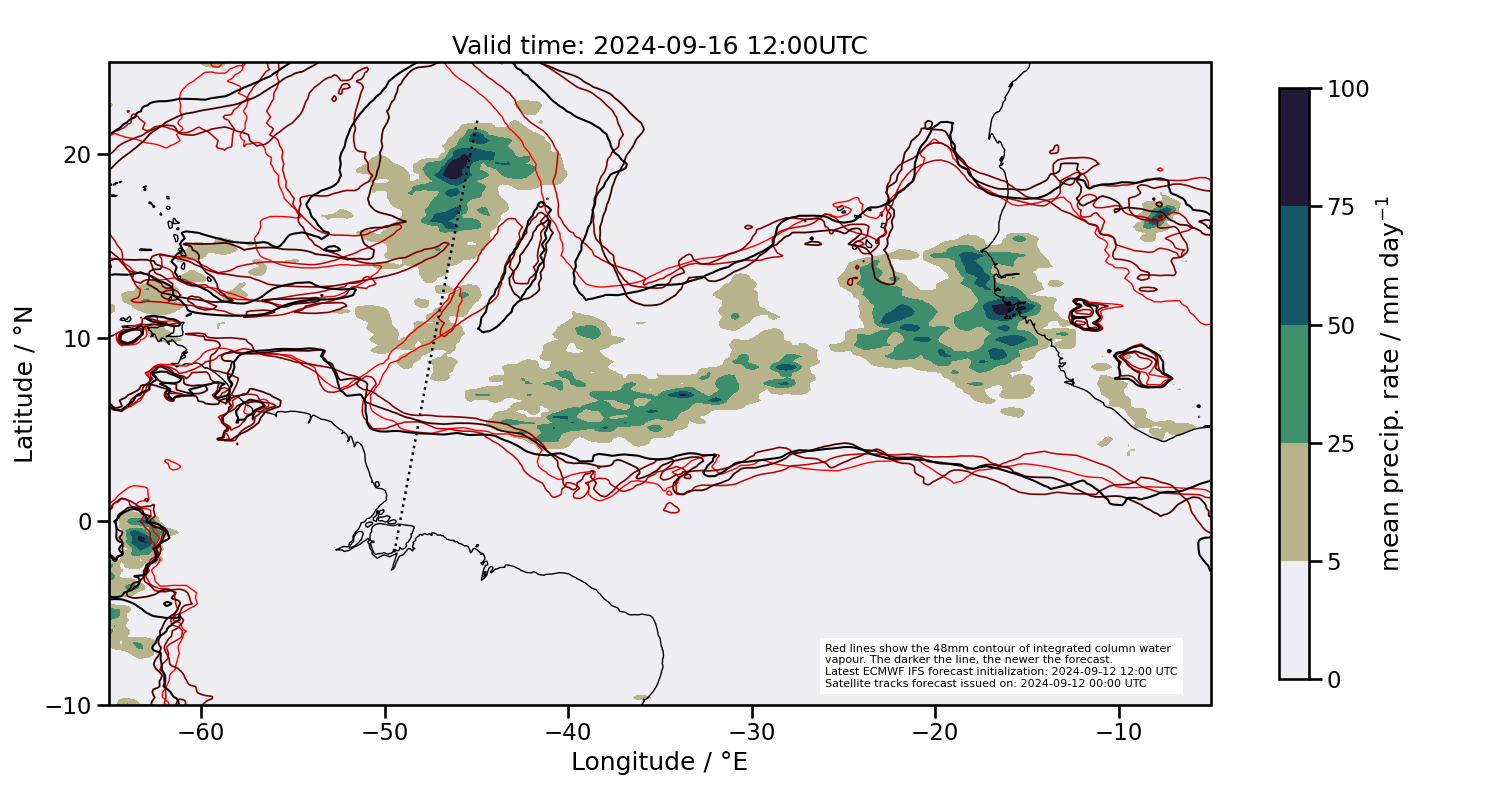 Valid time: 2024-09-16 12:00UTC
20
10
0
−10
Latitude / °N
−60
−50
−40
−30
−20
−10
Longitude / °E
Red lines show the 48mm contour of integrated column water
vapour. The darker the line, the newer the forecast.
Latest ECMWF IFS forecast initialization: 2024-09-12 12:00 UTC
Satellite tracks forecast issued on: 2024-09-12 00:00 UTC
100
75
50
25
5
0
mean precip. rate / mm day⁻¹